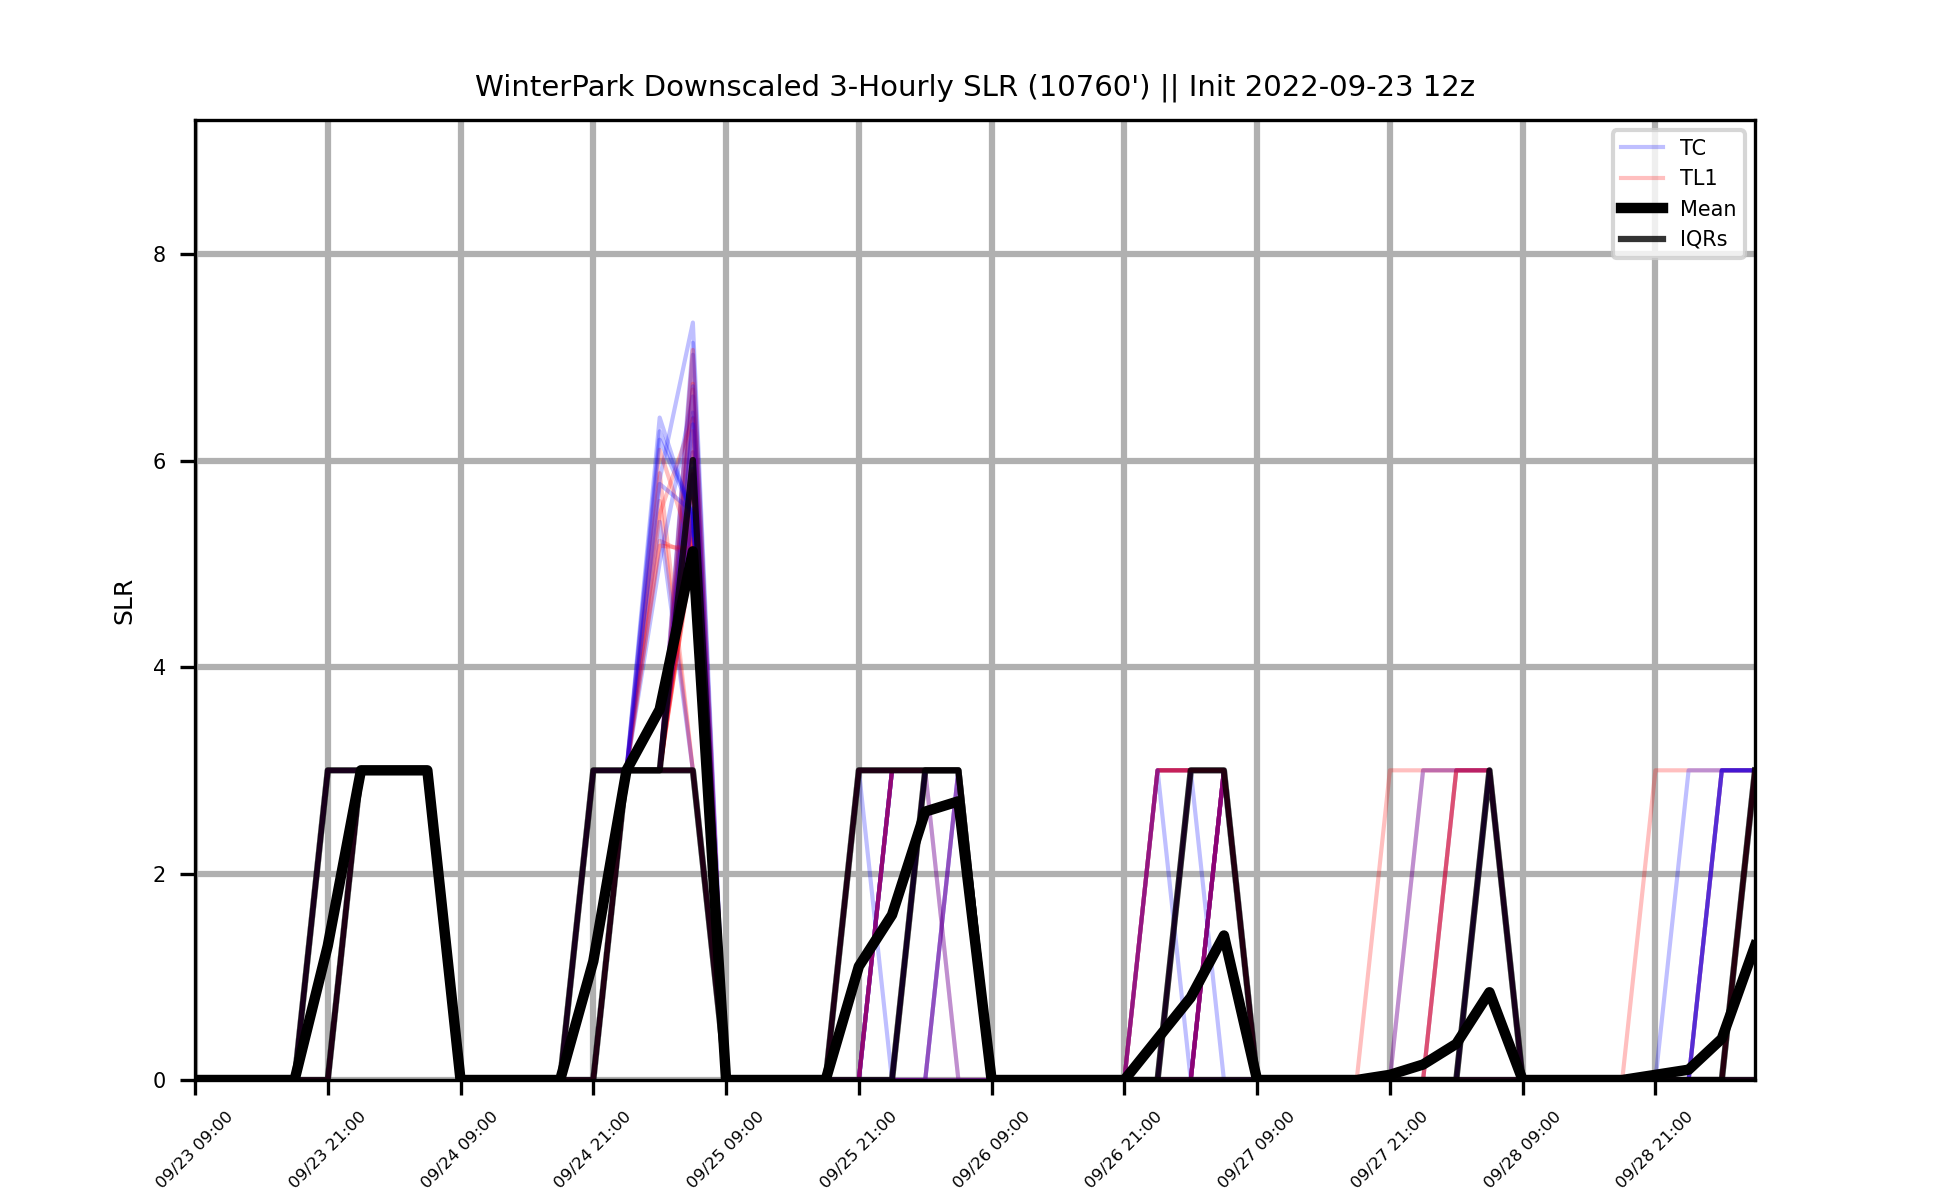 WinterPark Downscaled 3-Hourly SLR (10760') || Init 2022-09-23 12z
TC
TL1
Mean
IQRs
SLR
8
6
4
2
0
09/23 09:00
09/23 21:00
09/24 09:00
09/24 21:00
09/25 09:00
09/25 21:00
09/26 09:00
09/26 21:00
09/27 09:00
09/27 21:00
09/28 09:00
09/28 21:00